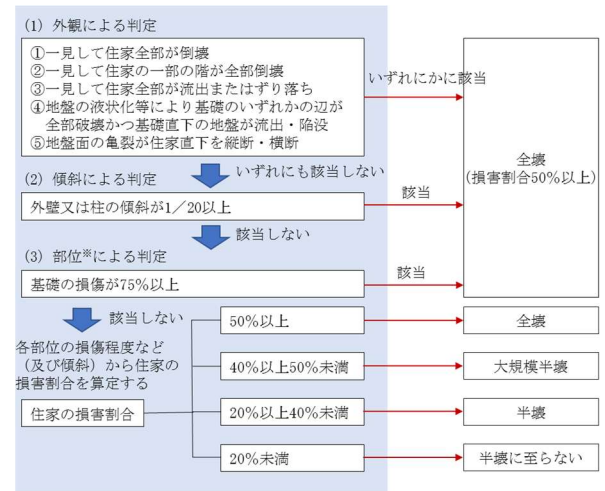 (1) 外観による判定
①一見して住家全部が倒壊
②一見して住家の一部の階が全部倒壊
③一見して住家全部が流出またはずり落ち
④地盤の液状化等により基礎のいずれかの辺が
全部破壊かつ基礎直下の地盤が流出・陥没
⑤地盤面の亀裂が住家直下を縦断・横断
いずれにかに該当
全壊
(損害割合50%以上)
いずれにも該当しない
(2) 傾斜による判定
外壁又は柱の傾斜が1/20以上
該当
該当しない
(3) 部位※による判定
基礎の損傷が75%以上
該当
該当しない
各部位の損傷程度など
(及び傾斜)から住家の
損害割合を算定する
住家の損害割合
50%以上
全壊
40%以上50%未満
大規模半壊
20%以上40%未満
半壊
20%未満
半壊に至らない